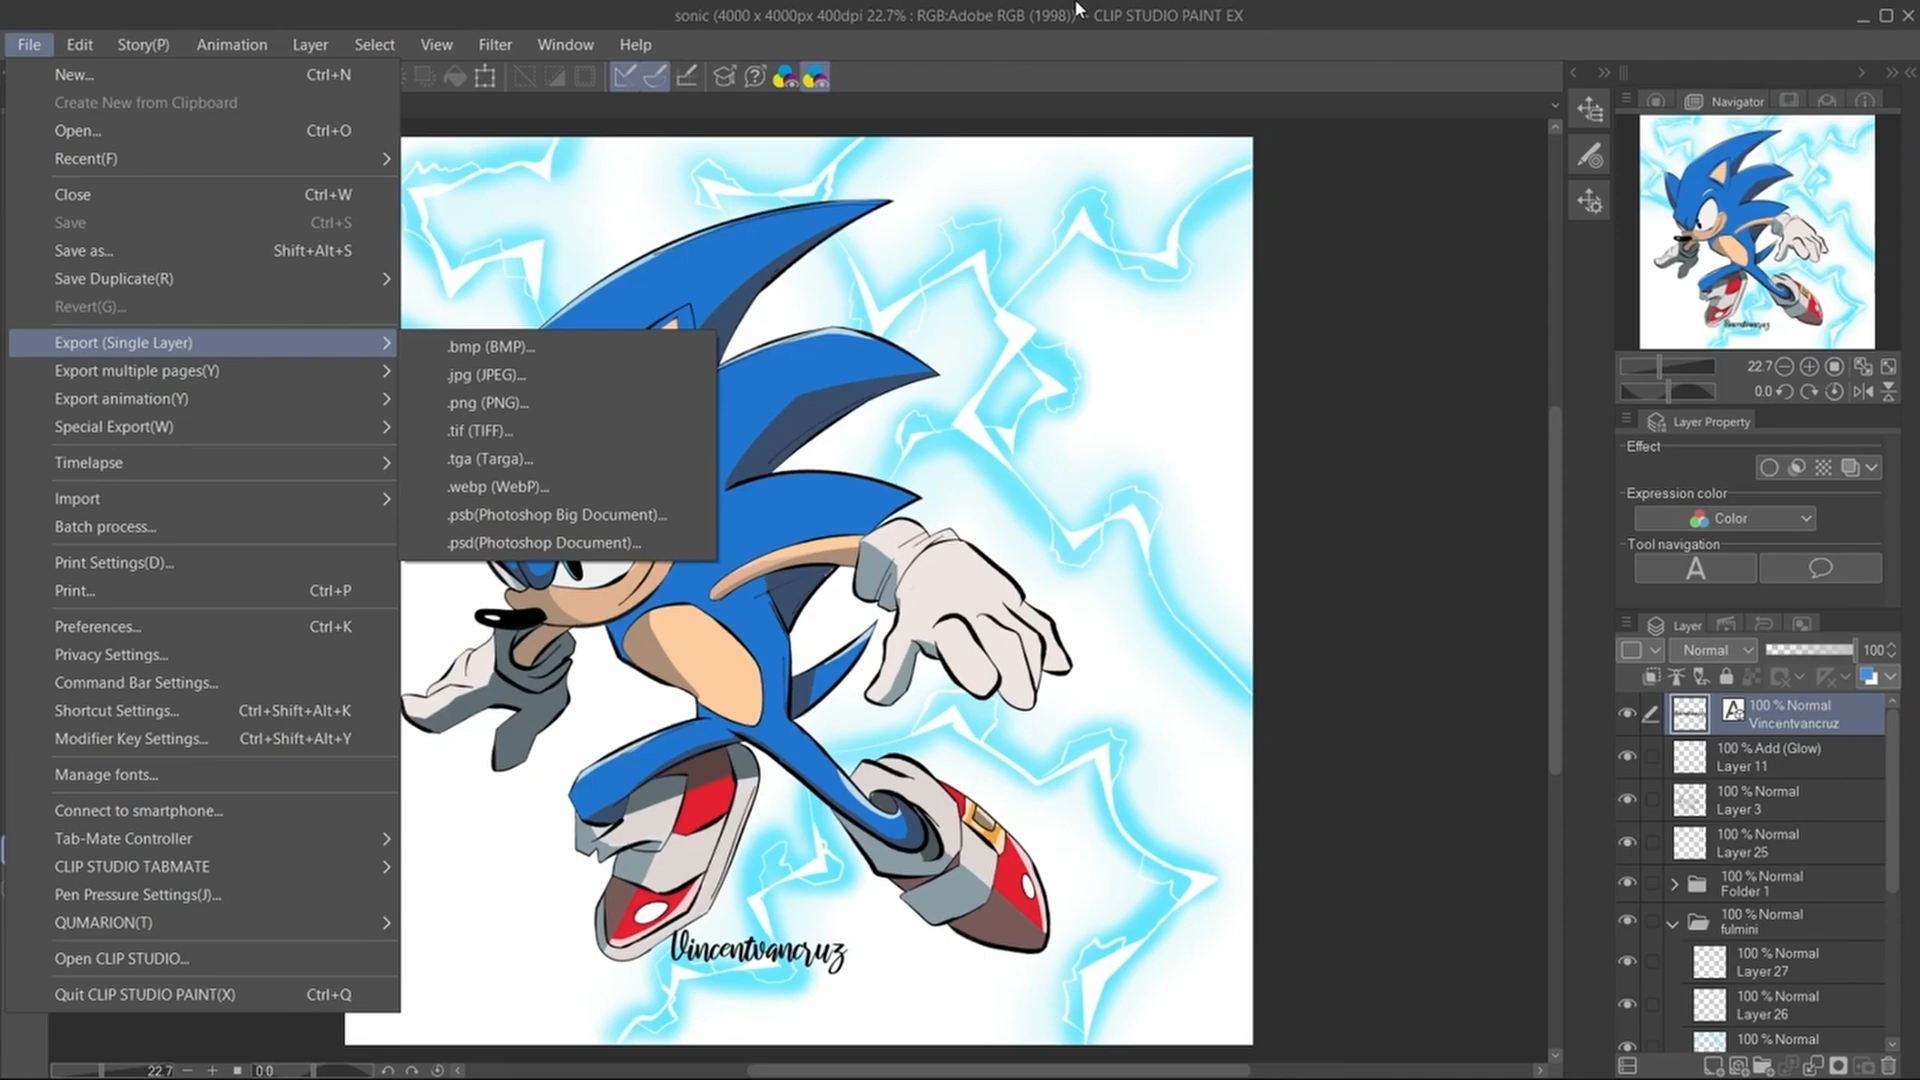 sonic (4000 x 4000px 400dpi 22.7% : RGB:Adobe RGB (1998)) - CLIP STUDIO PAINT EX
File Edit Story(P) Animation Layer Select View Filter Window Help
New... Ctrl+N
Create New from Clipboard
Open... Ctrl+O
Recent(F)
Close Ctrl+W
Save Ctrl+S
Save as... Shift+Alt+S
Save Duplicate(R)
Revert(G)...
Export (Single Layer)
Export multiple pages(Y)
Export animation(Y)
Special Export(W)
Timelapse
Import
Batch process...
Print Settings(D)...
Print... Ctrl+P
Preferences... Ctrl+K
Privacy Settings...
Command Bar Settings...
Shortcut Settings... Ctrl+Shift+Alt+K
Modifier Key Settings... Ctrl+Shift+Alt+Y
Manage fonts...
Connect to smartphone...
Tab-Mate Controller
CLIP STUDIO TABMATE
Pen Pressure Settings(J)...
QUMARION(T)
Open CLIP STUDIO...
Quit CLIP STUDIO PAINT(X) Ctrl+Q
.bmp (BMP)...
.jpg (JPEG)...
.png (PNG)...
.tif (TIFF)...
.tga (Targa)...
.webp (WebP)...
.psb(Photoshop Big Document)...
.psd(Photoshop Document)...
Vincentvancruz
22.7
0.0
Navigator
Vincentvancruz
22.7
0.0
Layer Property
Effect
Expression color
Color
Tool navigation
A
Layer
Normal 100
100 % Normal
Vincentvancruz
100 % Add (Glow)
Layer 11
100 % Normal
Layer 3
100 % Normal
Layer 25
100 % Normal
Folder 1
100 % Normal
fulmini
100 % Normal
Layer 27
100 % Normal
Layer 26
100 % Normal